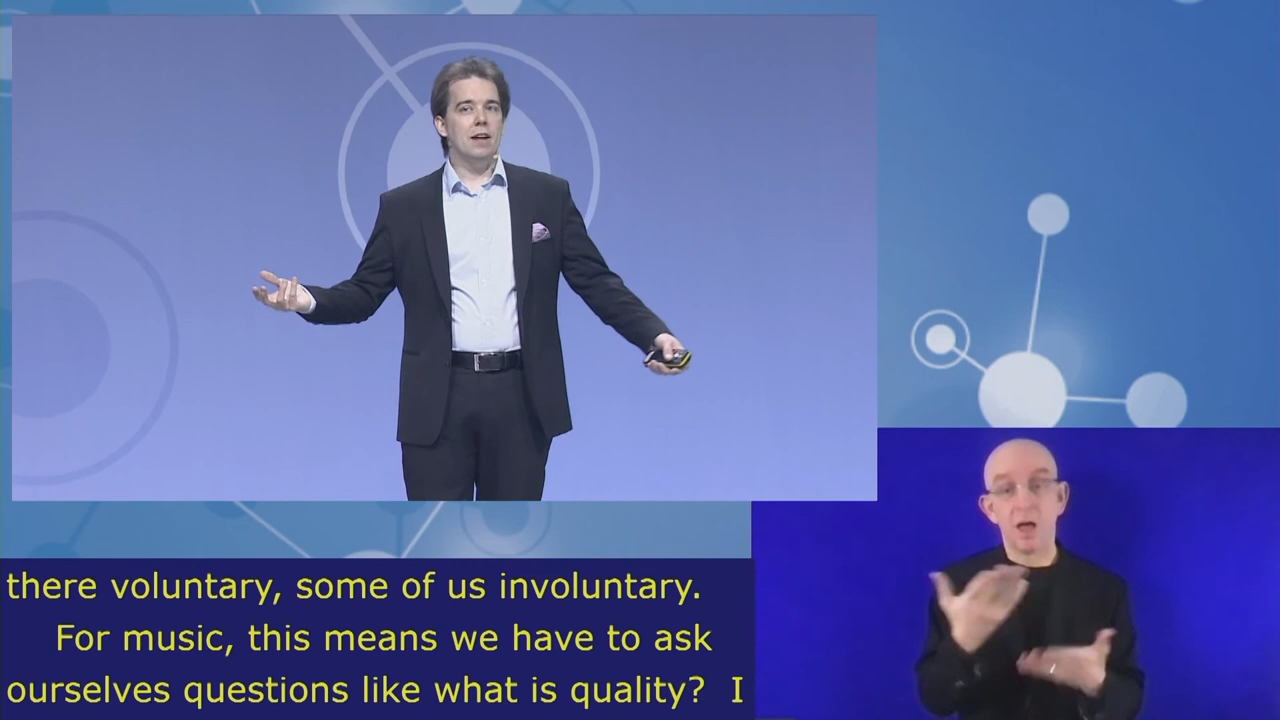 there voluntary, some of us involuntary.
For music, this means we have to ask
ourselves questions like what is quality?  I